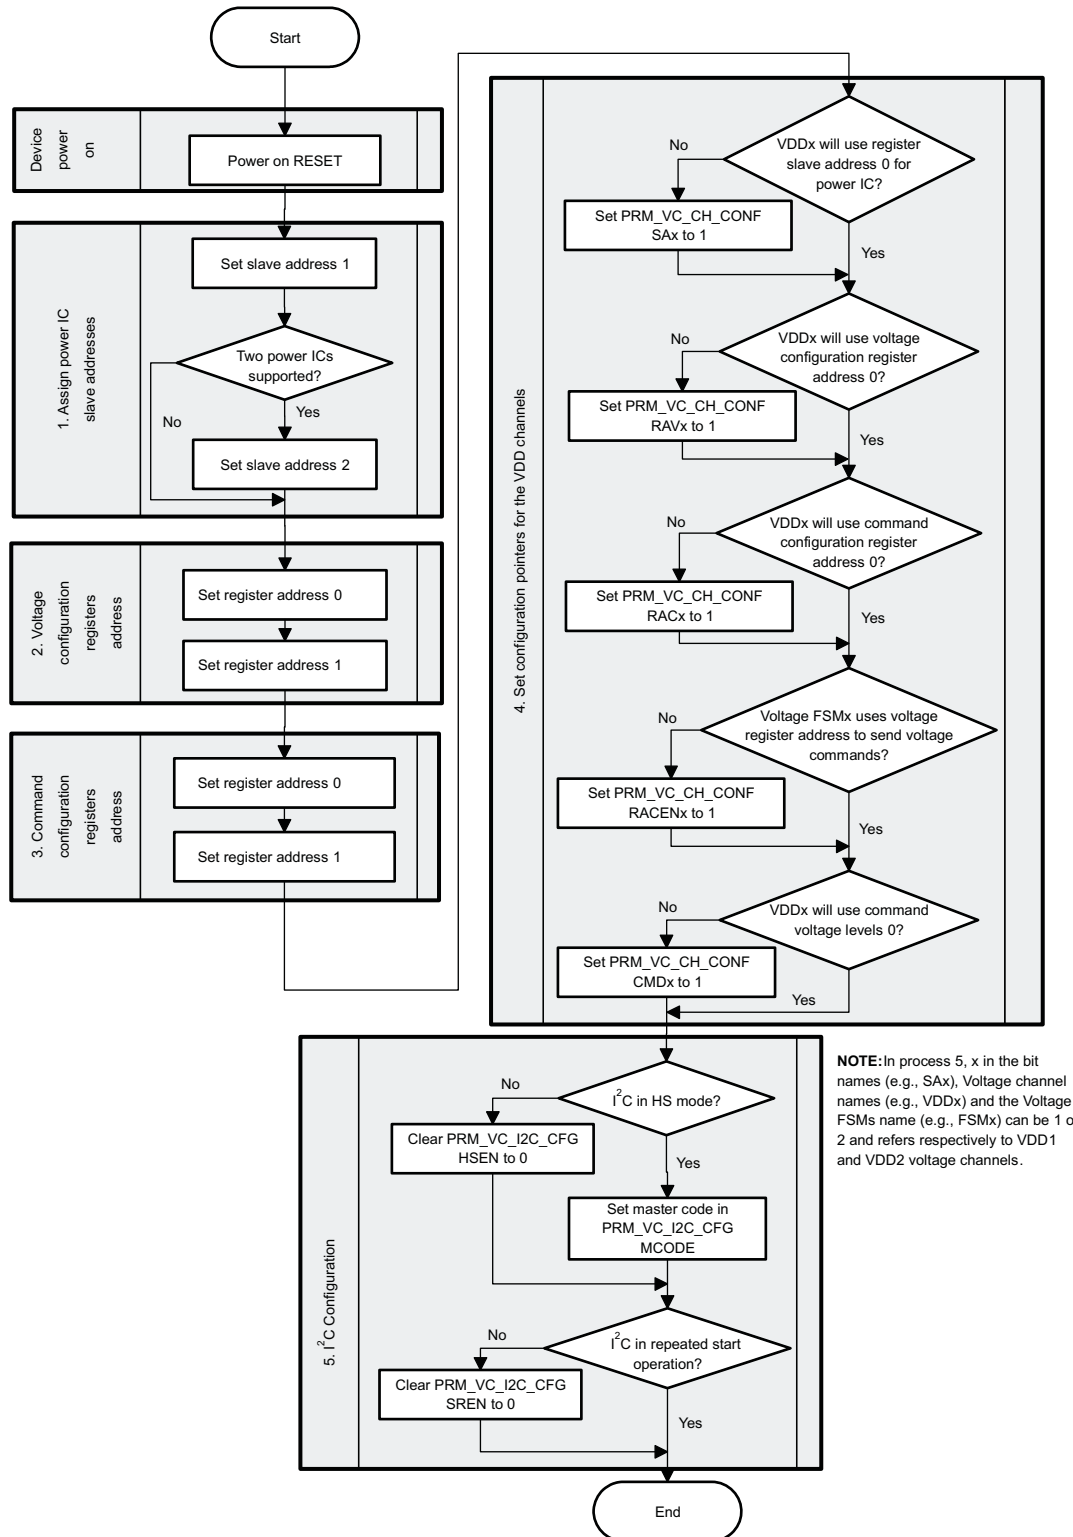 Start
Device
power
on
Power on RESET
1. Assign power IC
slave addresses
Set slave address 1
Two power ICs
supported?
No
Yes
Set slave address 2
2. Voltage
configuration
registers
address
Set register address 0
Set register address 1
3. Command
configuration
registers
address
Set register address 0
Set register address 1
4. Set configuration pointers for the VDD channels
VDDx will use register
slave address 0 for
power IC?
No
Set PRM_VC_CH_CONF
SAx to 1
Yes
VDDx will use voltage
configuration register
address 0?
No
Set PRM_VC_CH_CONF
RAVx to 1
Yes
VDDx will use command
configuration register
address 0?
No
Set PRM_VC_CH_CONF
RACx to 1
Yes
Voltage FSMx uses voltage
register address to send voltage
commands?
No
Set PRM_VC_CH_CONF
RACENx to 1
Yes
VDDx will use command
voltage levels 0?
No
Set PRM_VC_CH_CONF
CMDx to 1
Yes
5. I²C Configuration
I²C in HS mode?
No
Clear PRM_VC_I2C_CFG
HSEN to 0
Yes
Set master code in
PRM_VC_I2C_CFG
MCODE
I²C in repeated start
operation?
No
Clear PRM_VC_I2C_CFG
SREN to 0
Yes
End
NOTE:In process 5, x in the bit
names (e.g., SAx), Voltage channel
names (e.g., VDDx) and the Voltage
FSMs name (e.g., FSMx) can be 1 o
2 and refers respectively to VDD1
and VDD2 voltage channels.